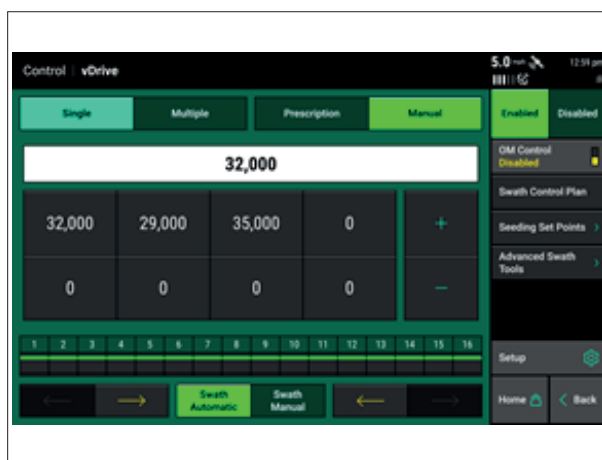 Control | vDrive
5.0 mph 12:59 pm
Single Multiple Prescription Manual
Enabled Disabled
32,000
OM Control
Disabled
Swath Control Plan
32,000 29,000 35,000 0 +
Seeding Set Points >
Advanced Swath
Tools >
0 0 0 0 −
1 2 3 4 5 6 7 8 9 10 11 12 13 14 15 16
Setup
← → Swath
Automatic Swath
Manual ← →
Home < Back